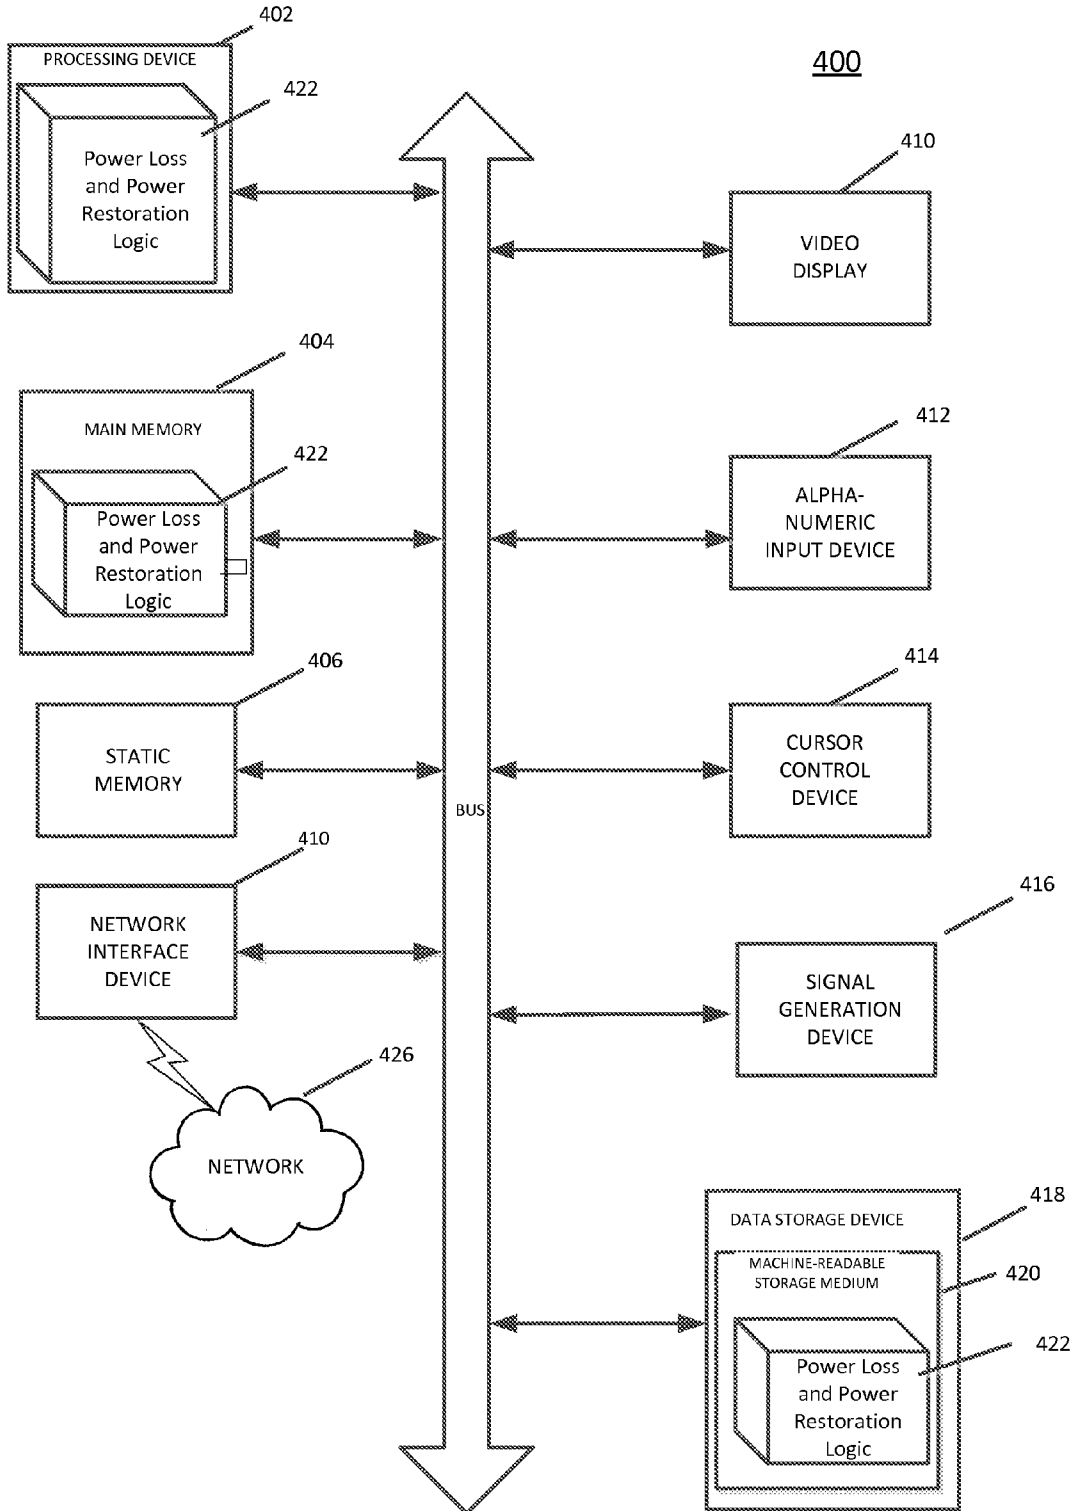 400
402
PROCESSING DEVICE
422
Power Loss
and Power
Restoration
Logic
404
MAIN MEMORY
422
Power Loss
and Power
Restoration
Logic
406
STATIC
MEMORY
410
NETWORK
INTERFACE
DEVICE
426
NETWORK
BUS
410
VIDEO
DISPLAY
412
ALPHA-
NUMERIC
INPUT DEVICE
414
CURSOR
CONTROL
DEVICE
416
SIGNAL
GENERATION
DEVICE
418
DATA STORAGE DEVICE
420
MACHINE-READABLE
STORAGE MEDIUM
422
Power Loss
and Power
Restoration
Logic